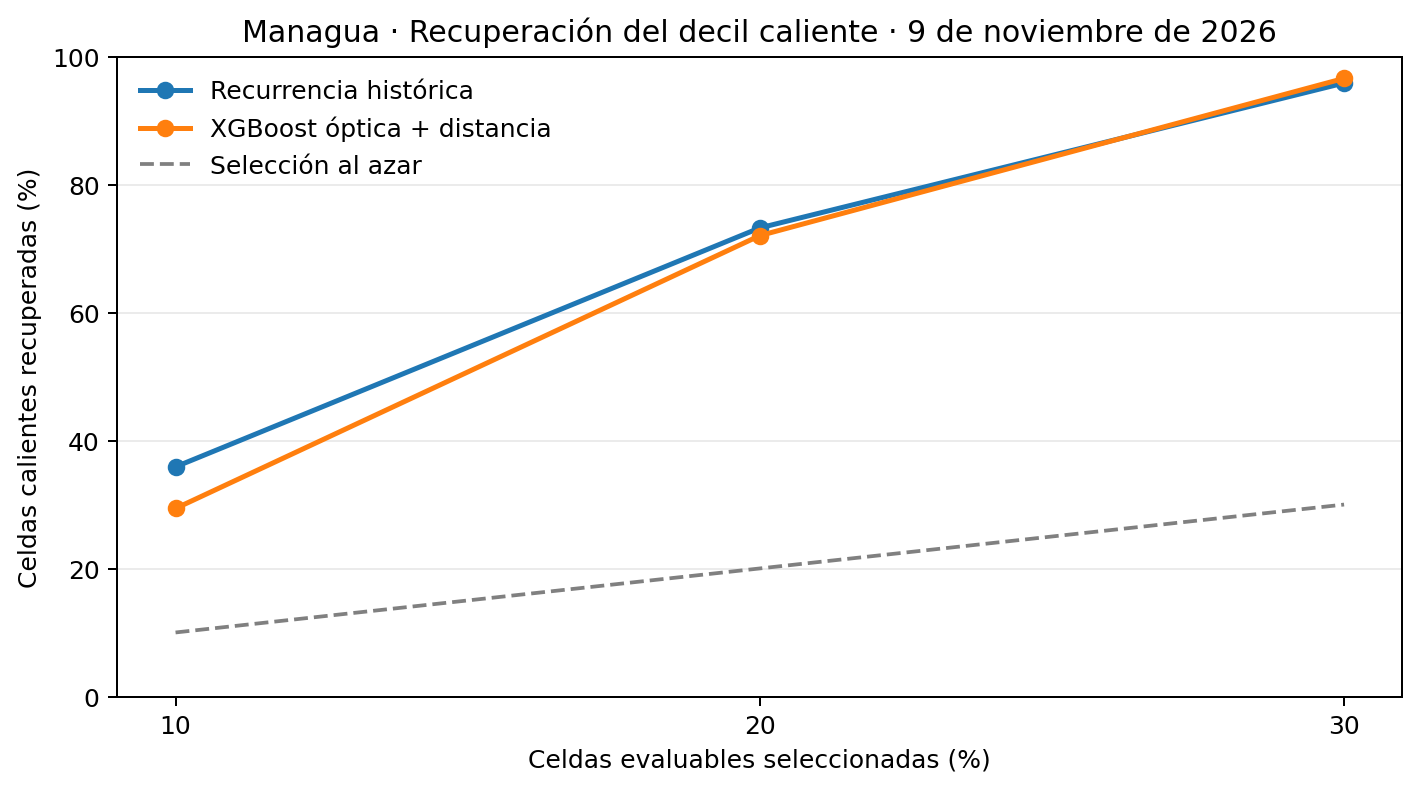 Managua · Recuperación del decil caliente · 9 de noviembre de 2026
100
80
60
40
20
0
Celdas calientes recuperadas (%)
Recurrencia histórica
XGBoost óptica + distancia
Selección al azar
10
20
30
Celdas evaluables seleccionadas (%)